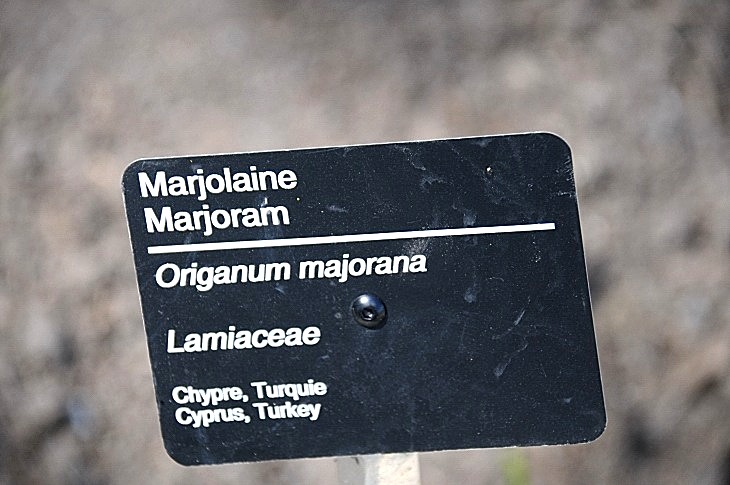 Marjolaine
Marjoram
Origanum majorana
Lamiaceae
Chypre, Turquie
Cyprus, Turkey